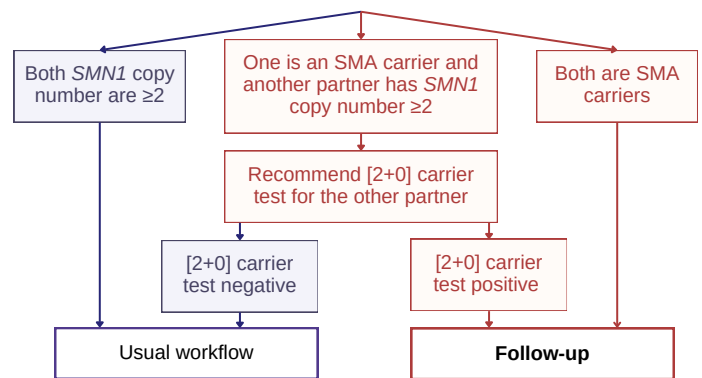 Both SMN1 copy
number are ≥2
One is an SMA carrier and
another partner has SMN1
copy number ≥2
Both are SMA
carriers
Recommend [2+0] carrier
test for the other partner
[2+0] carrier
test negative
[2+0] carrier
test positive
Usual workflow
Follow-up